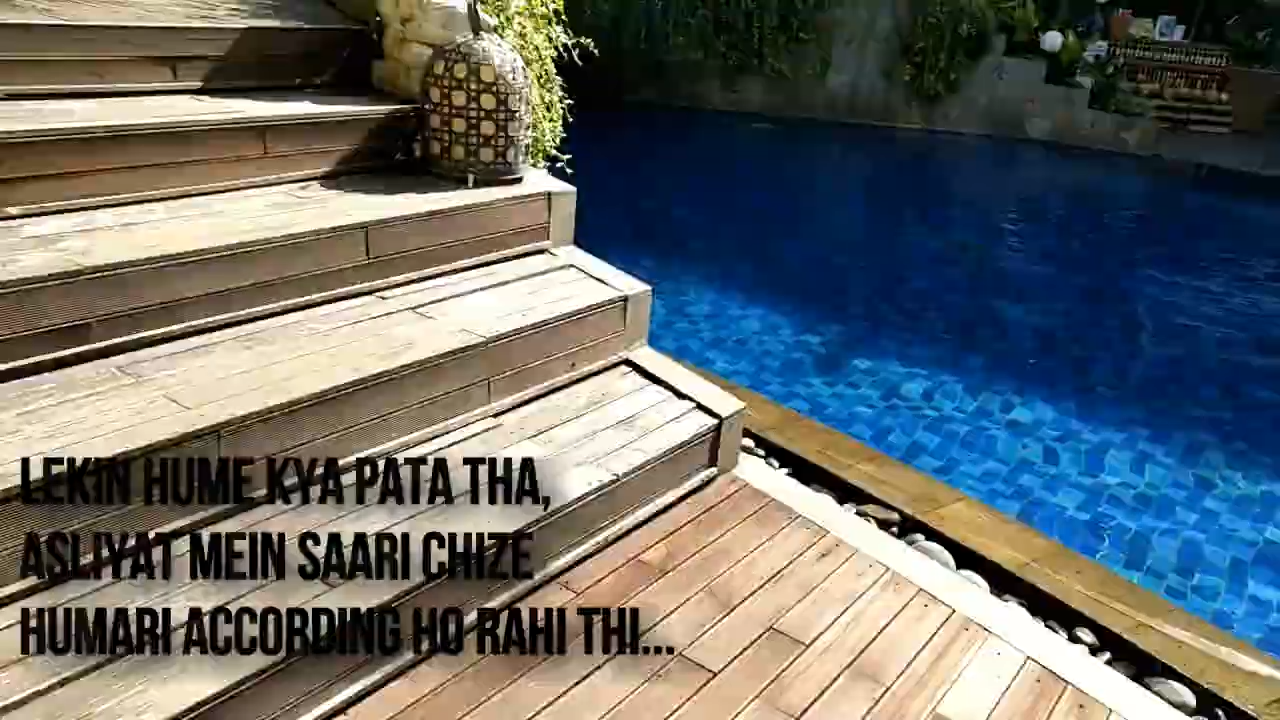 LEKIN HUME KYA PATA THA,
ASLIYAT MEIN SAARI CHIZE
HUMARI ACCORDING HO RAHI THI...